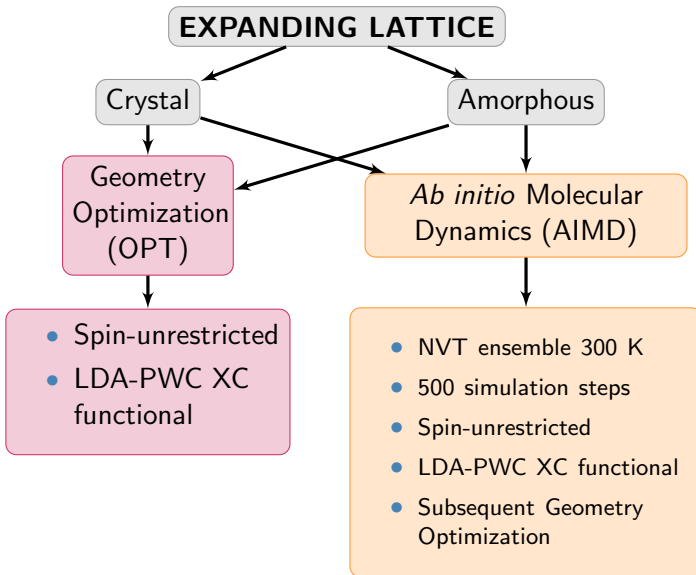 EXPANDING LATTICE
Crystal
Amorphous
Geometry
Optimization
(OPT)
Ab initio Molecular
Dynamics (AIMD)
• Spin-unrestricted
• LDA-PWC XC
functional
• NVT ensemble 300 K
• 500 simulation steps
• Spin-unrestricted
• LDA-PWC XC functional
• Subsequent Geometry
Optimization